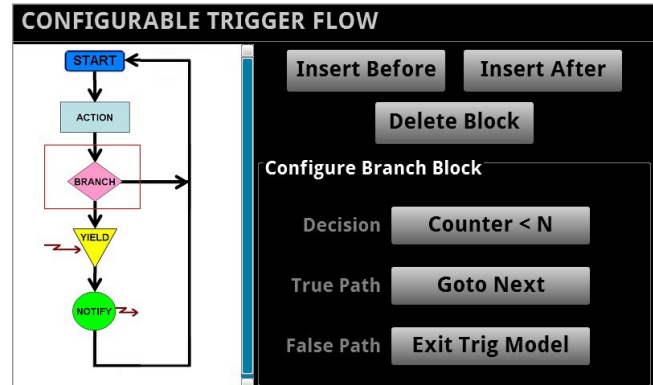 CONFIGURABLE TRIGGER FLOW
START
ACTION
BRANCH
YIELD
NOTIFY
Insert Before
Insert After
Delete Block
Configure Branch Block
Decision
Counter < N
True Path
Goto Next
False Path
Exit Trig Model